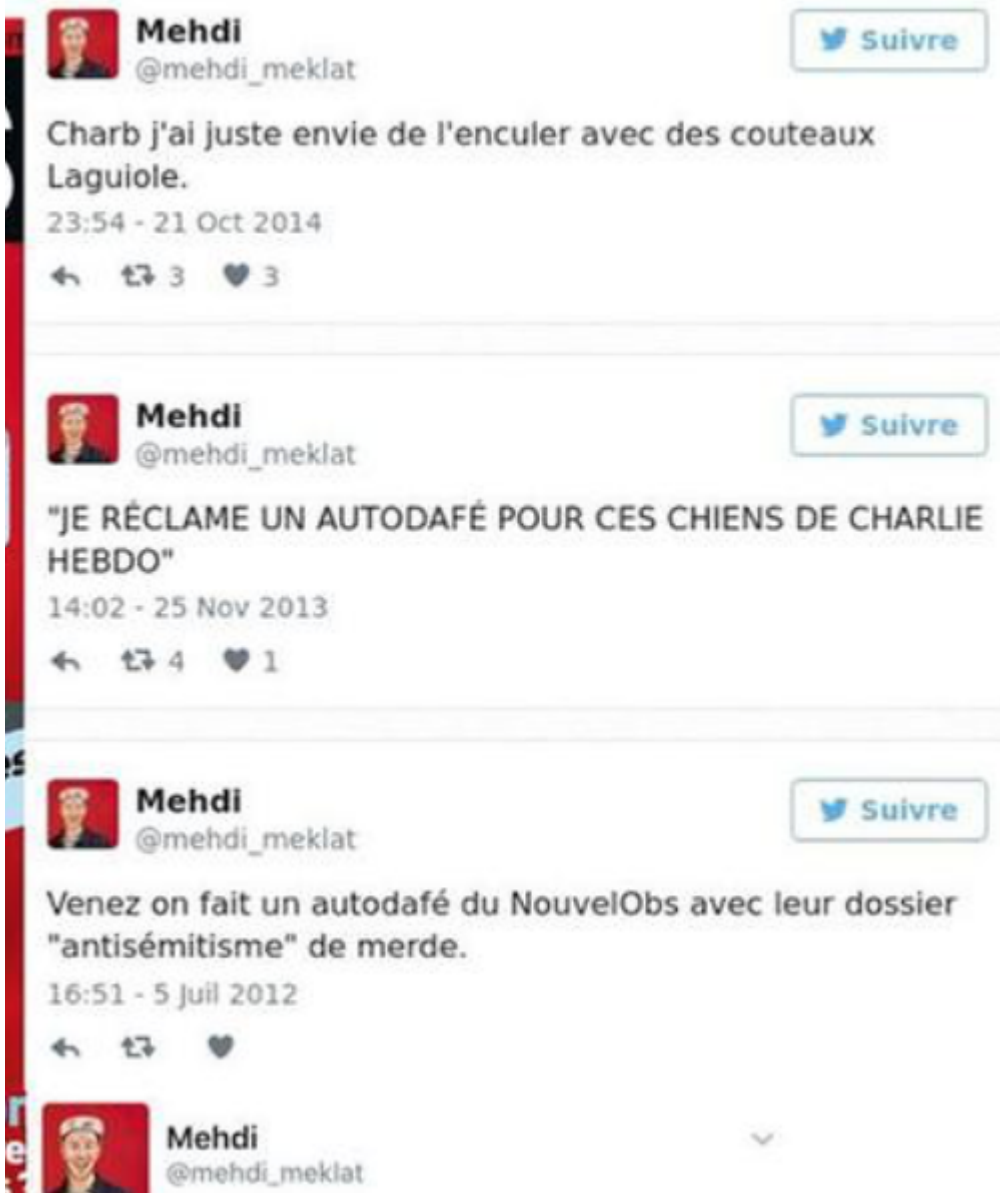 Mehdi
Suivre
@mehdi_meklat
Charb j'ai juste envie de l'enculer avec des couteaux
Laguiole.
23:54 - 21 Oct 2014
3 3
Mehdi
Suivre
@mehdi_meklat
"JE RÉCLAME UN AUTODAFÉ POUR CES CHIENS DE CHARLIE
HEBDO"
14:02 - 25 Nov 2013
4 1
Mehdi
Suivre
@mehdi_meklat
Venez on fait un autodafé du NouvelObs avec leur dossier
"antisémitisme" de merde.
16:51 - 5 Juil 2012
Mehdi
@mehdi_meklat